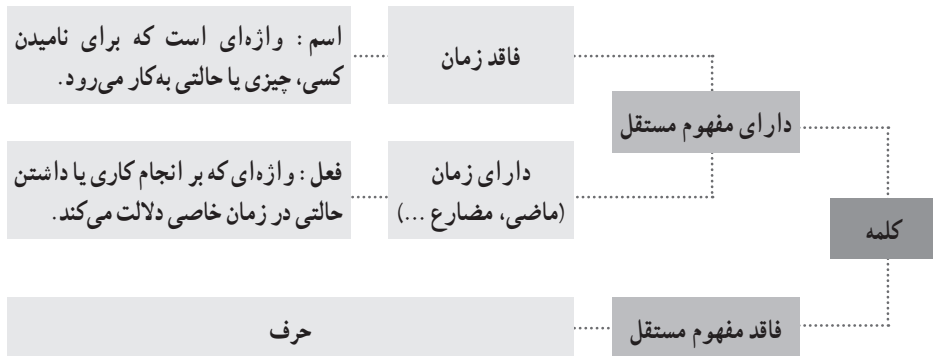 کلمه
دارای مفهوم مستقل
فاقد زمان
اسم : واژه‌ای است که برای نامیدن
کسی، چیزی یا حالتی به‌کار می‌رود.
دارای زمان
(ماضی، مضارع ...)
فعل : واژه‌ای که بر انجام کاری یا داشتن
حالتی در زمان خاصی دلالت می‌کند.
فاقد مفهوم مستقل
حرف